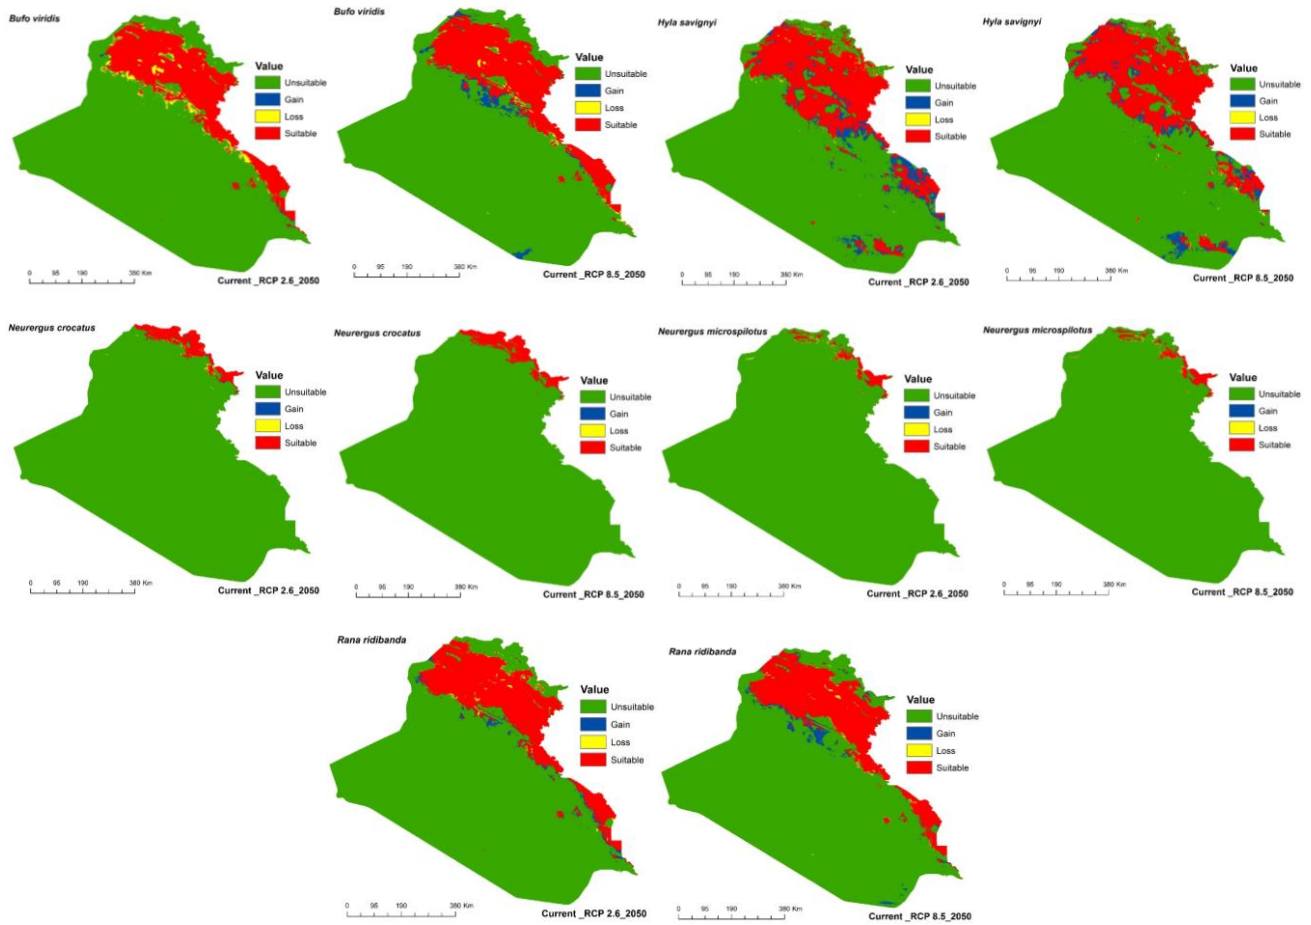 Bufo viridis
Value
Unsuitable
Gain
Loss
Suitable
0 95 190 380 Km
Current _RCP 2.6_2050
Bufo viridis
Value
Unsuitable
Gain
Loss
Suitable
0 95 190 380 Km
Current _RCP 8.5_2050
Hyla savignyi
Value
Unsuitable
Gain
Loss
Suitable
0 95 190 380 Km
Current _RCP 2.6_2050
Hyla savignyi
Value
Unsuitable
Gain
Loss
Suitable
0 95 190 380 Km
Current _RCP 8.5_2050
Neurergus crocatus
Value
Unsuitable
Gain
Loss
Suitable
0 95 190 380 Km
Current _RCP 2.6_2050
Neurergus crocatus
Value
Unsuitable
Gain
Loss
Suitable
0 95 190 380 Km
Current _RCP 8.5_2050
Neurergus microspilotus
Value
Unsuitable
Gain
Loss
Suitable
0 95 190 380 Km
Current _RCP 2.6_2050
Neurergus microspilotus
Value
Unsuitable
Gain
Loss
Suitable
0 95 190 380 Km
Current _RCP 8.5_2050
Rana ridibanda
Value
Unsuitable
Gain
Loss
Suitable
0 95 190 380 Km
Current _RCP 2.6_2050
Rana ridibanda
Value
Unsuitable
Gain
Loss
Suitable
0 95 190 380 Km
Current _RCP 8.5_2050